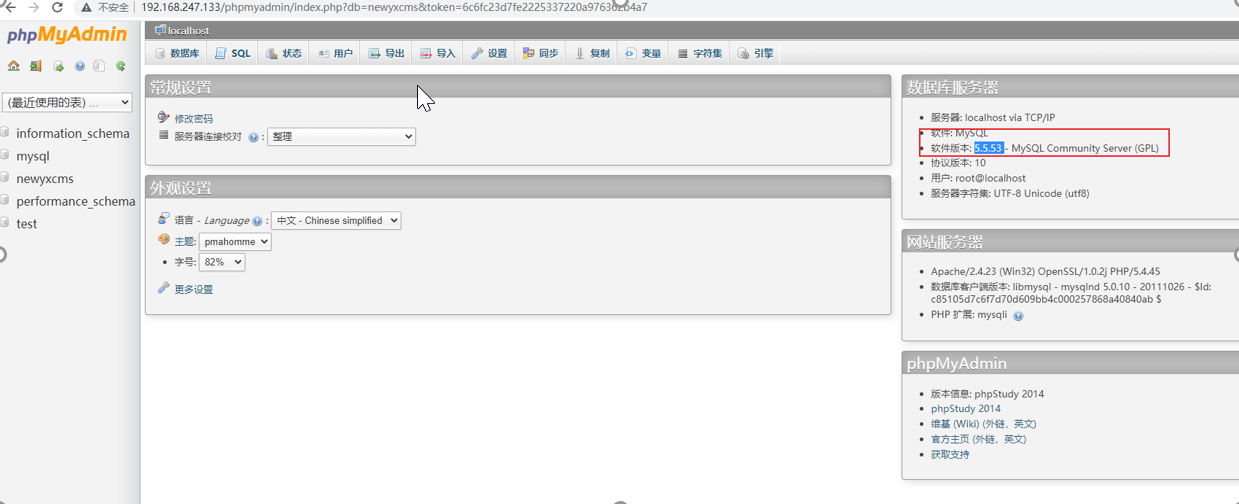 不安全 192.168.247.133/phpmyadmin/index.php?db=newyxcms&token=6c6fc23d7fe2225337220a9763
phpMyAdmin
(最近使用的表) ...
information_schema
mysql
newyxcms
performance_schema
test
localhost
数据库 SQL 状态 用户 导出 导入 设置 同步 复制 变量 字符集 引擎
常规设置
修改密码
服务器连接校对 : 整理
外观设置
语言 - Language : 中文 - Chinese simplified
主题: pmahomme
字号: 82%
更多设置
数据库服务器
服务器: localhost via TCP/IP
软件: MySQL
软件版本: 5.5.53 - MySQL Community Server (GPL)
协议版本: 10
用户: root@localhost
服务器字符集: UTF-8 Unicode (utf8)
网站服务器
Apache/2.4.23 (Win32) OpenSSL/1.0.2j PHP/5.4.45
数据库客户端版本: libmysql - mysqlnd 5.0.10 - 20111026 - $Id:
c85105d7c6f7d70d609bb4c000257868a40840ab $
PHP 扩展: mysqli
phpMyAdmin
版本信息: phpStudy 2014
phpStudy 2014
维基 (Wiki) (外链，英文)
官方主页 (外链，英文)
获取支持